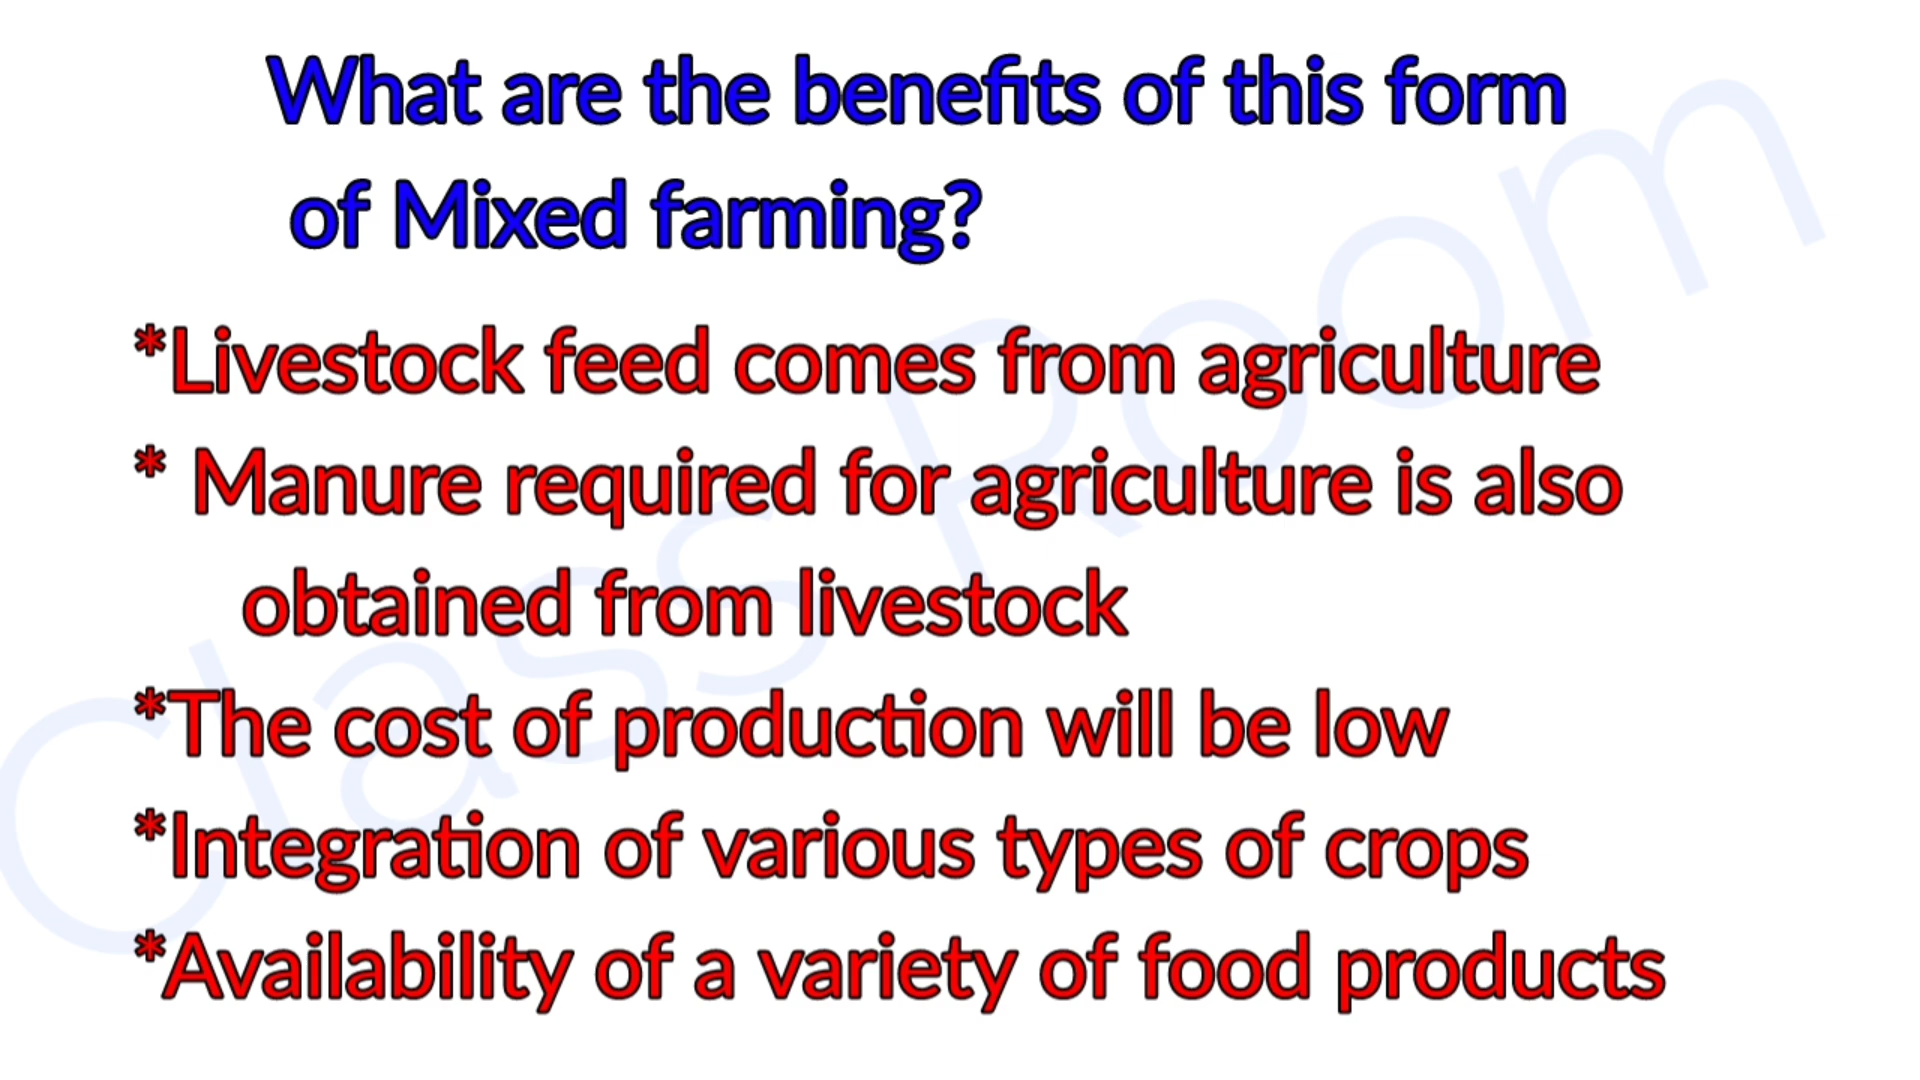 What are the benefits of this form
of Mixed farming?
*Livestock feed comes from agriculture
* Manure required for agriculture is also
obtained from livestock
*The cost of production will be low
*Integration of various types of crops
*Availability of a variety of food products
Class Room